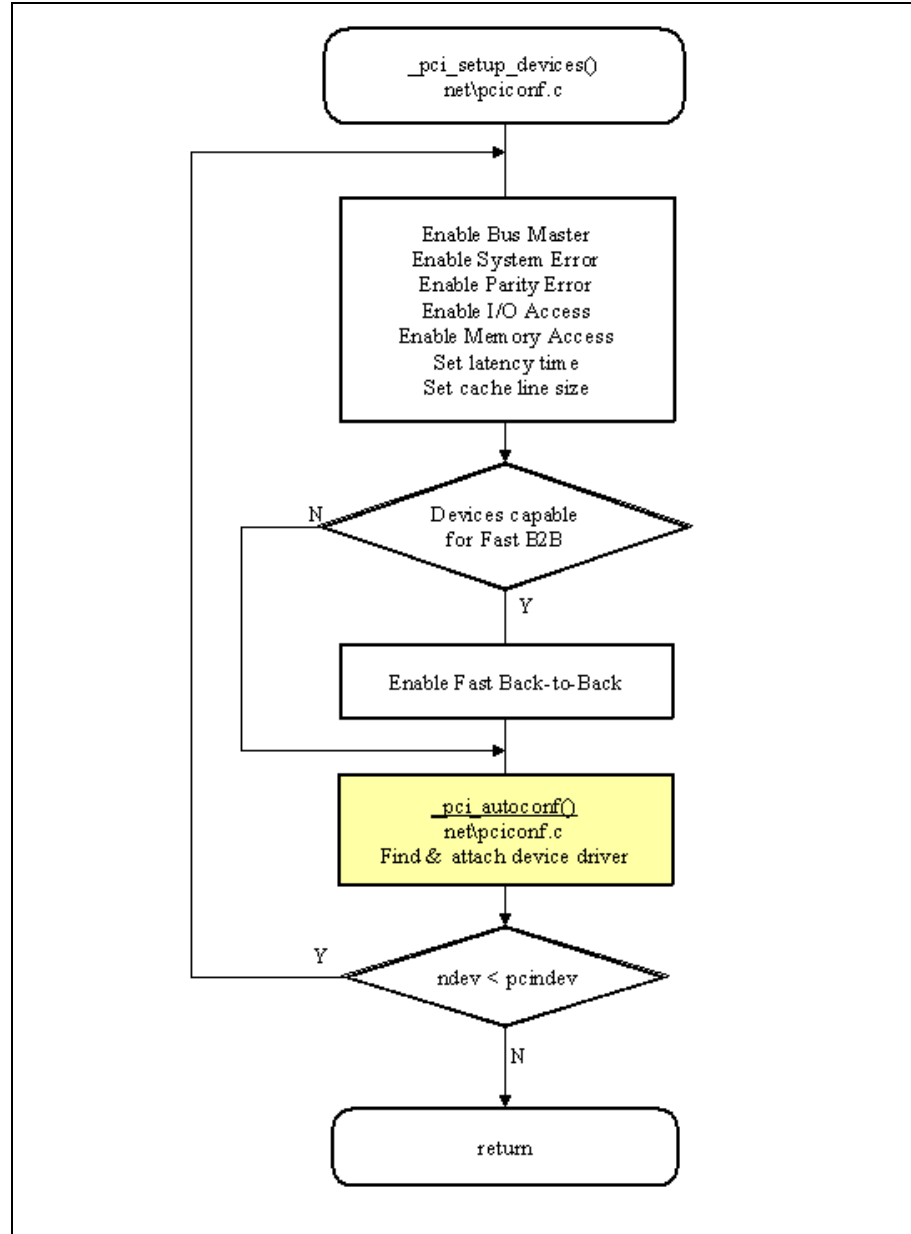 _pci_setup_devices()
net\pciconf.c
Enable Bus Master
Enable System Error
Enable Parity Error
Enable I/O Access
Enable Memory Access
Set latency time
Set cache line size
N
Devices capable
for Fast B2B
Y
Enable Fast Back-to-Back
_pci_autoconf()
net\pciconf.c
Find & attach device driver
Y
ndev < pcindev
N
return